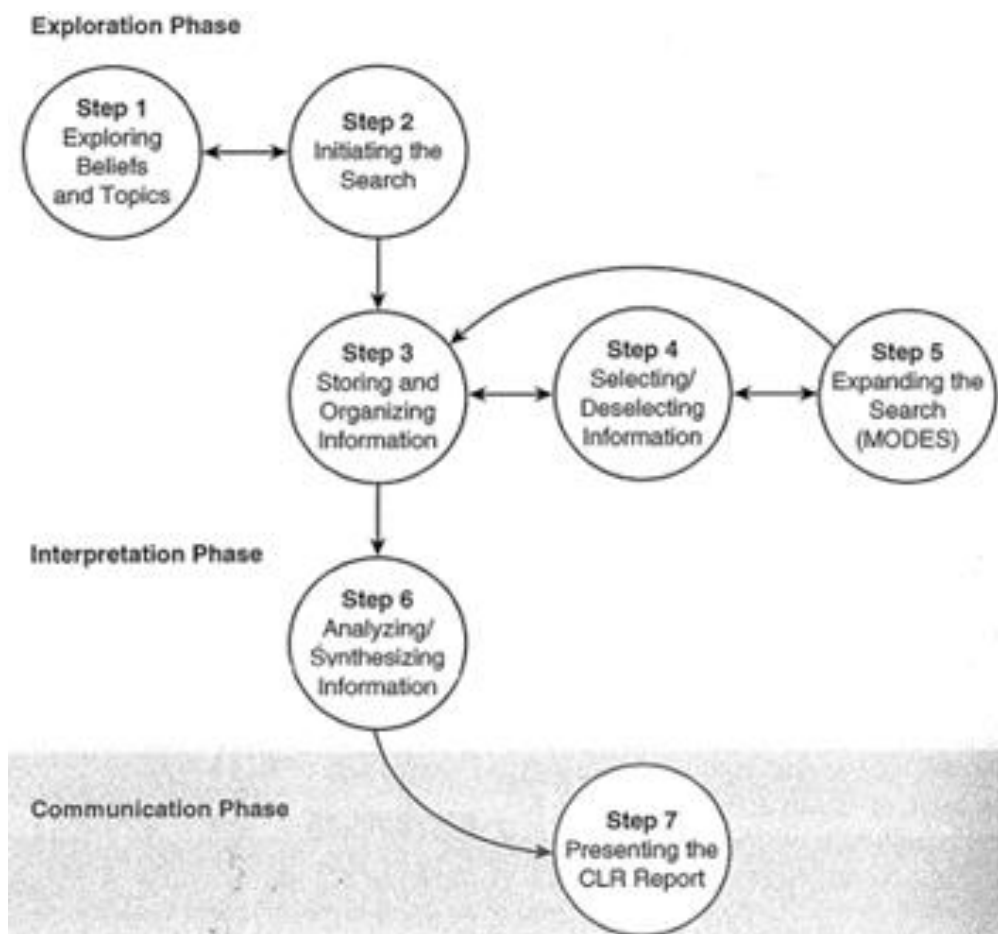 Exploration Phase
Step 1
Exploring
Beliefs
and Topics
Step 2
Initiating the
Search
Step 3
Storing and
Organizing
Information
Step 4
Selecting/
Deselecting
Information
Step 5
Expanding the
Search
(MODES)
Interpretation Phase
Step 6
Analyzing/
Synthesizing
Information
Communication Phase
Step 7
Presenting the
CLR Report